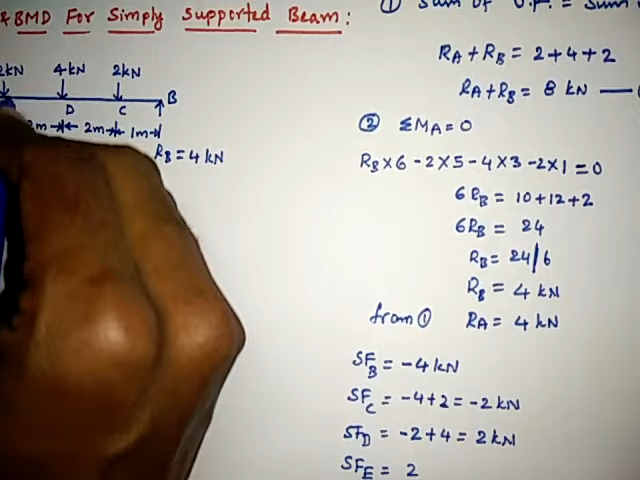 & BMD For Simply Supported Beam:
2kN 4kN 2kN
D C B
2m 2m 1m
RB = 4 kN
① Sum of U.F. = Sum
RA + RB = 2+4+2
RA + RB = 8 kN —
② ΣMA = 0
RB×6 - 2×5 - 4×3 - 2×1 = 0
6RB = 10+12+2
6RB = 24
RB = 24/6
RB = 4 kN
from ① RA = 4 kN
SFB = -4 kN
SFC = -4+2 = -2 kN
SFD = -2+4 = 2 kN
SFE = 2